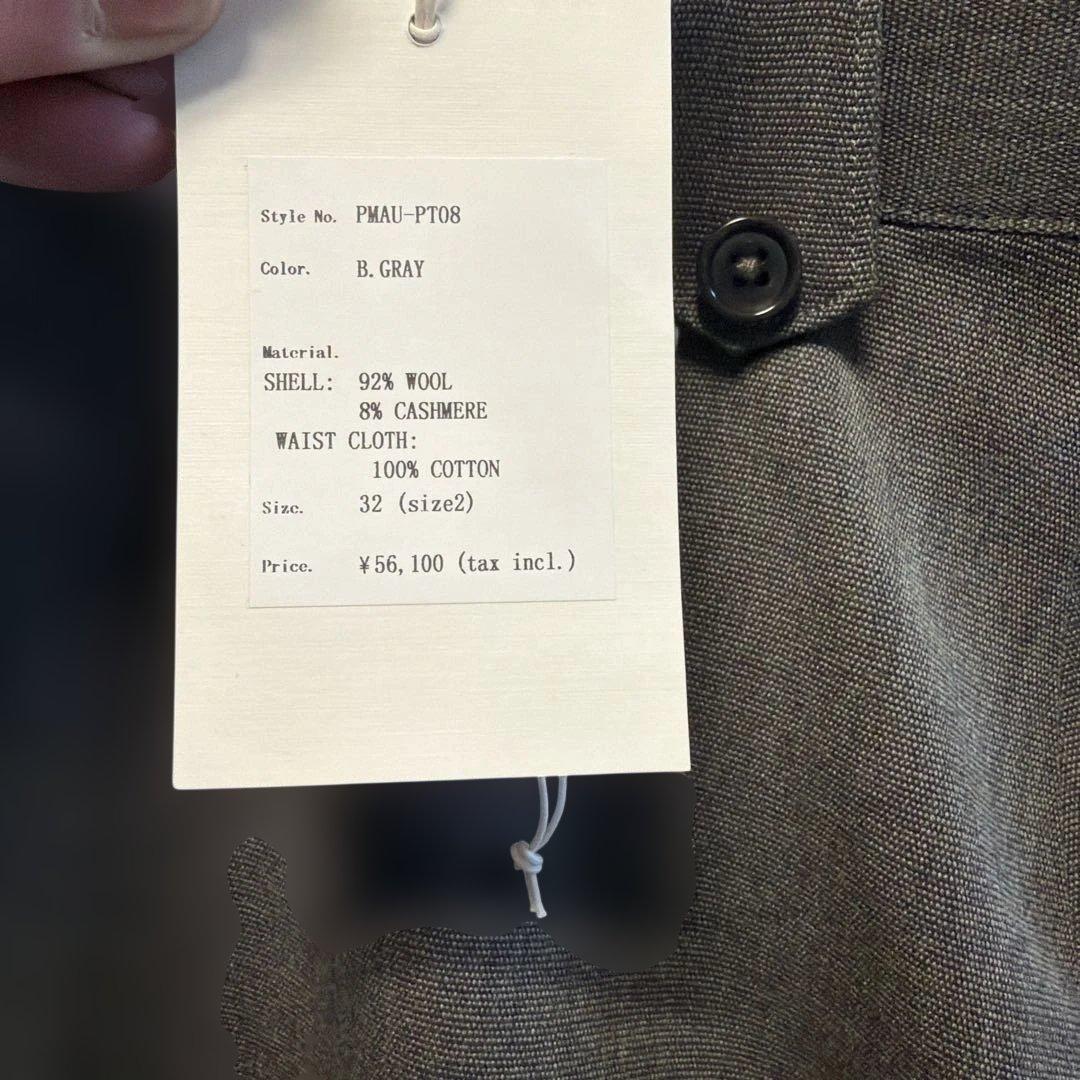 Style No. PMAU-PT08
Color. B.GRAY
Material.
SHELL: 92% WOOL
8% CASHMERE
WAIST CLOTH:
100% COTTON
Size. 32 (size2)
Price. ¥56,100 (tax incl.)